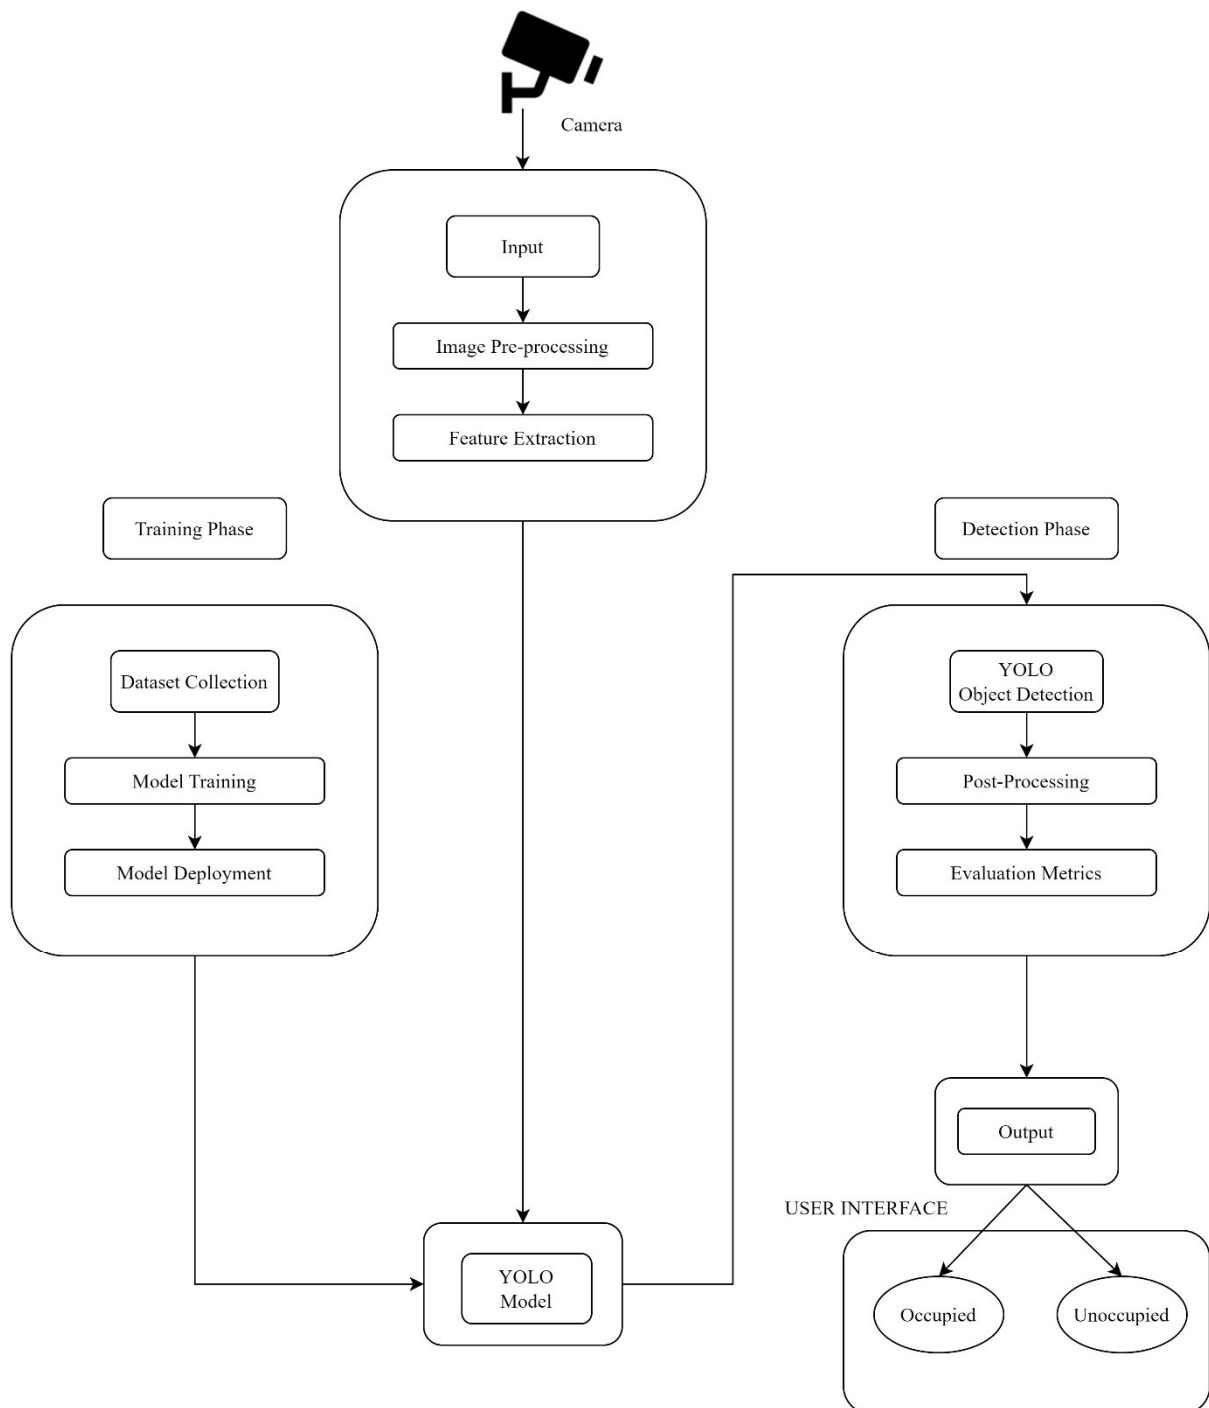 Camera
Input
Image Pre-processing
Feature Extraction
Training Phase
Dataset Collection
Model Training
Model Deployment
YOLO
Model
Detection Phase
YOLO
Object Detection
Post-Processing
Evaluation Metrics
Output
USER INTERFACE
Occupied
Unoccupied